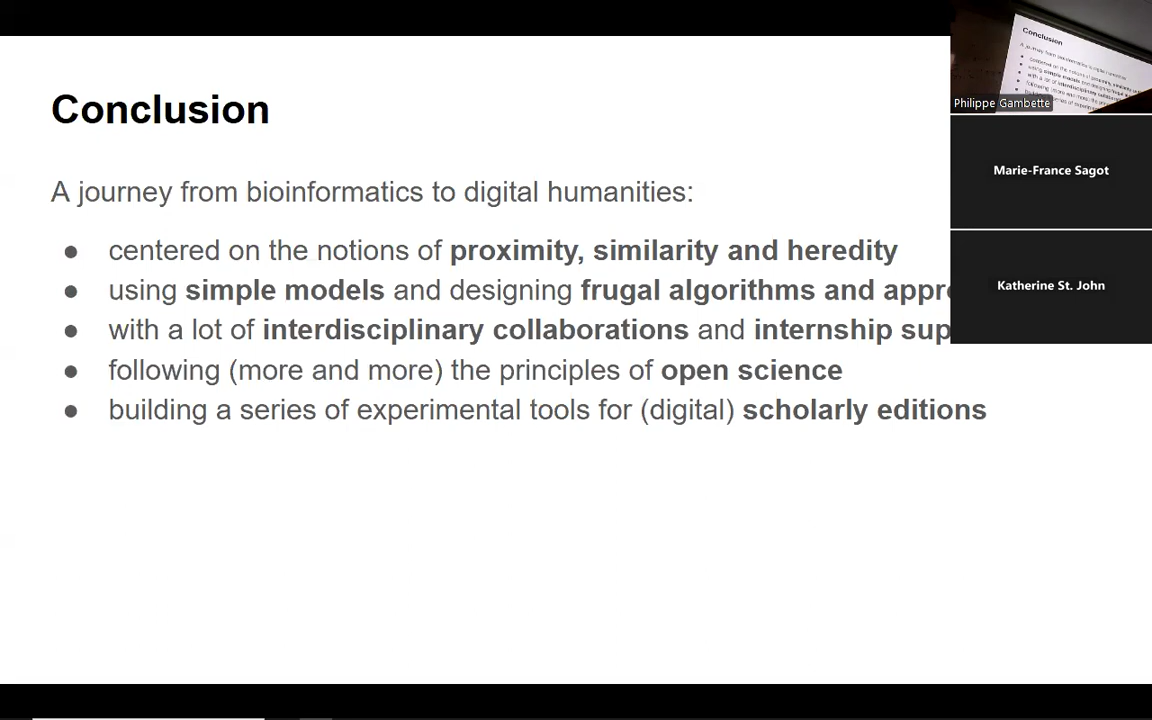 Conclusion
A journey from bioinformatics to digital humanities:
● centered on the notions of proximity, similarity and heredity
● using simple models and designing frugal algorithms and appr
● with a lot of interdisciplinary collaborations and internship sup
● following (more and more) the principles of open science
● building a series of experimental tools for (digital) scholarly editions
Conclusion
Philippe Gambette
Marie-France Sagot
Katherine St. John